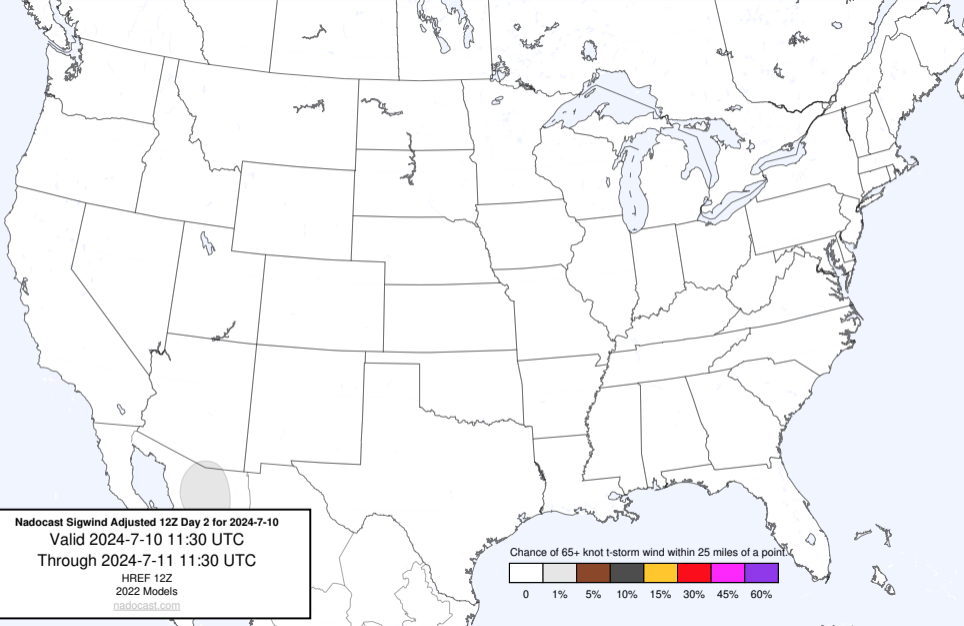 Nadocast Sigwind Adjusted 12Z Day 2 for 2024-7-10
Valid 2024-7-10 11:30 UTC
Through 2024-7-11 11:30 UTC
HREF 12Z
2022 Models
nadocast.com
Chance of 65+ knot t-storm wind within 25 miles of a point.
0 1% 5% 10% 15% 30% 45% 60%